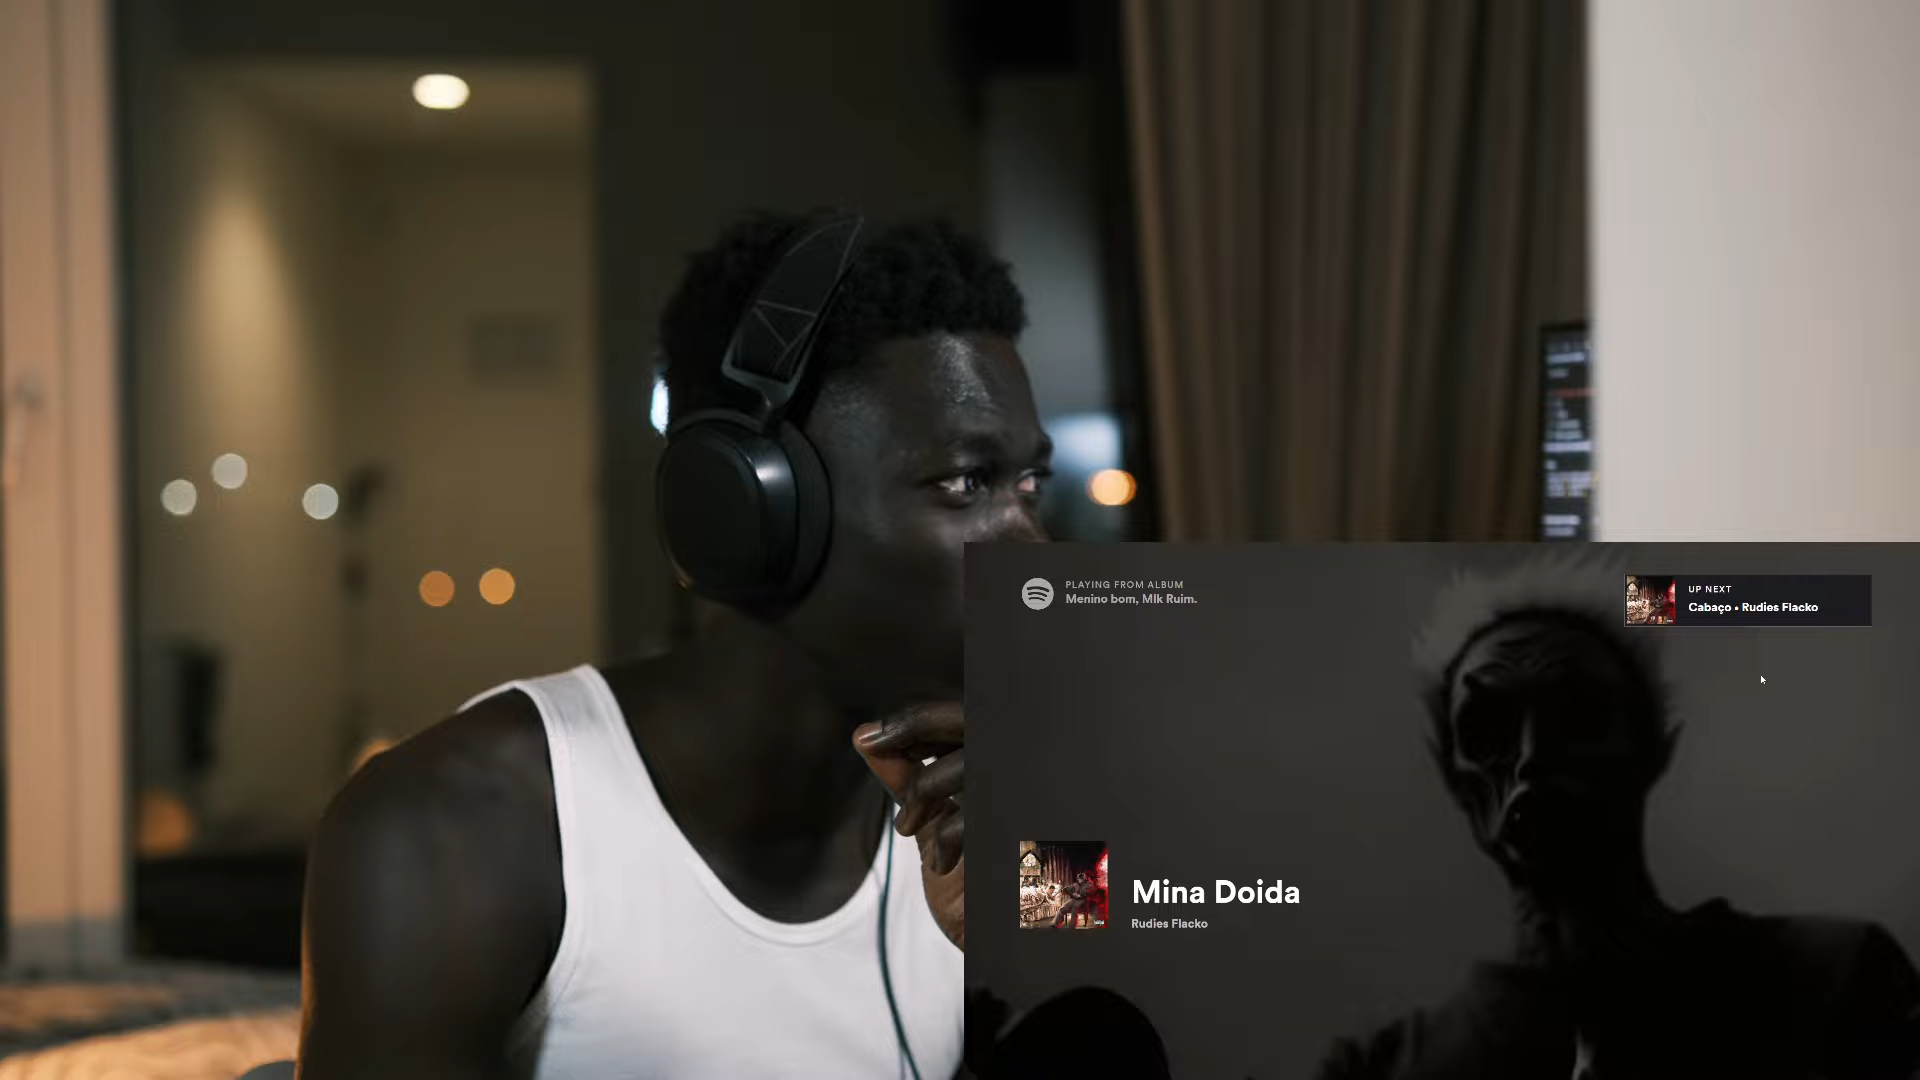 PLAYING FROM ALBUM
Menino bom, Mlk Ruim.
UP NEXT
Cabaço • Rudies Flacko
Mina Doida
Rudies Flacko